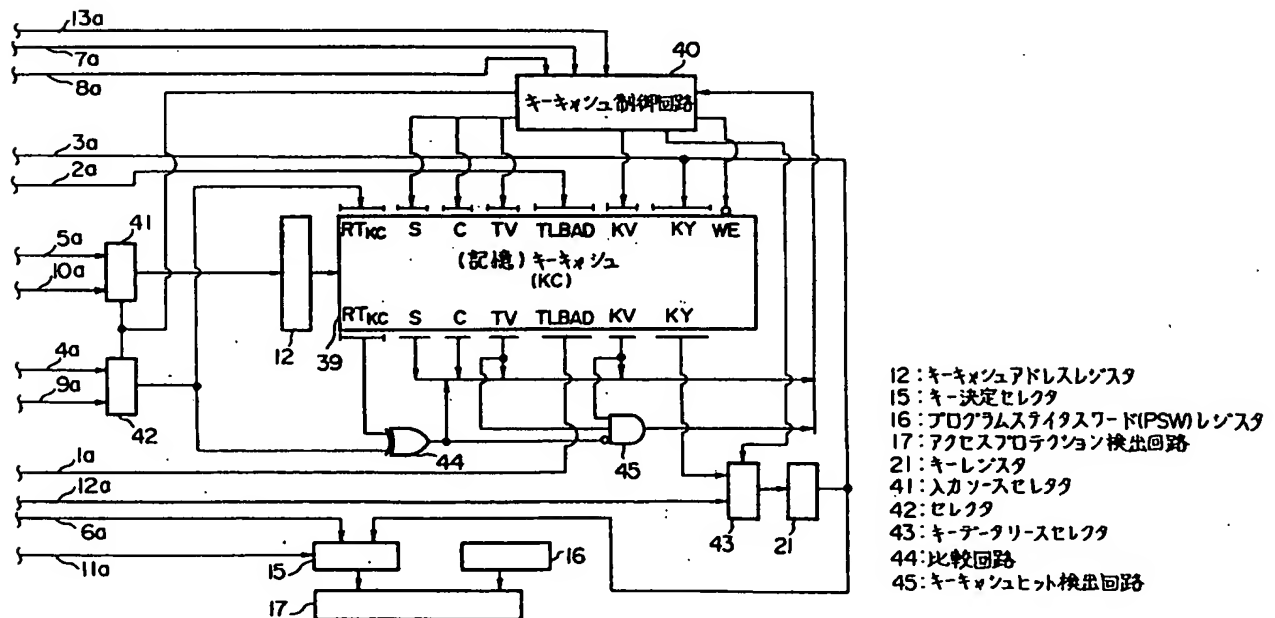 13a
7a
8a
40
キーキャシュ制御回路
3a
2a
41
5a
10a
RTKC S C TV TLBAD KV KY WE
(記憶)キーキャシュ
(KC)
RTKC S C TV TLBAD KV KY
12
39
4a
9a
42
44
45
1a
12a
43
21
6a
11a
15
16
17
12:キーキャシュアドレスレジスタ
15:キー決定セレクタ
16:プログラムステイタスワード(PSW)レジスタ
17:アクセスプロテクション検出回路
21:キーレジスタ
41:入力ソースセレクタ
42:セレクタ
43:キーデータリースセレクタ
44:比較回路
45:キーキャシュヒット検出回路